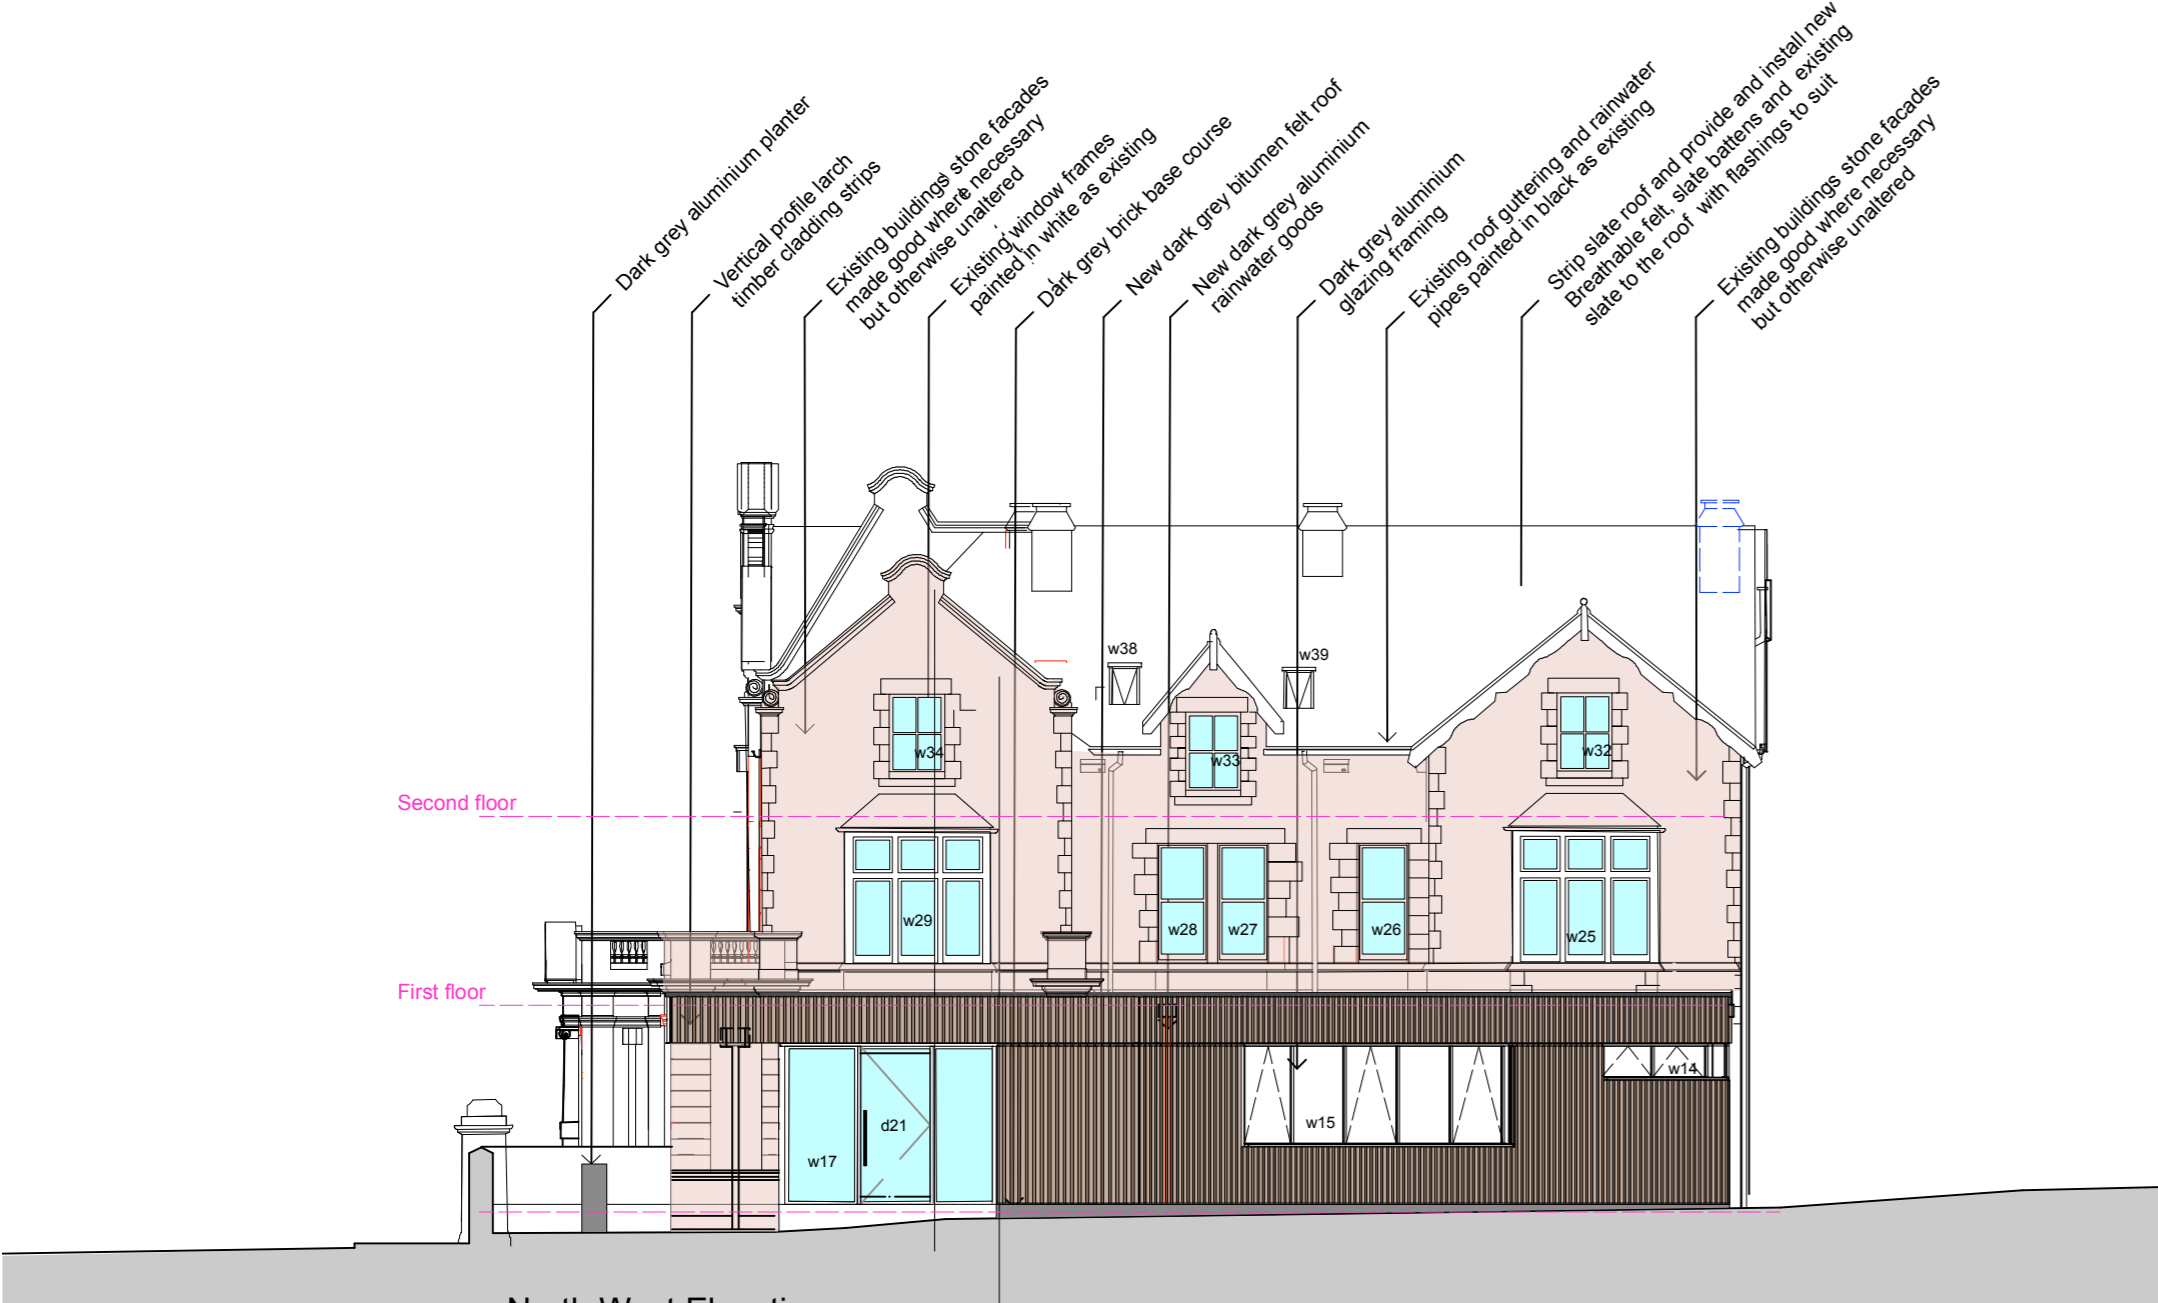 Dark grey aluminium planter
Vertical profile larch
timber cladding strips
Existing buildings' stone facades
made good where necessary
but otherwise unaltered
Existing window frames
painted in white as existing
Dark grey brick base course
New dark grey bitumen felt roof
New dark grey aluminium
rainwater goods
Dark grey aluminium
glazing framing
Existing roof guttering and rainwater
pipes painted in black as existing
Strip slate roof and provide and install new
Breathable felt, slate battens and existing
slate to the roof with flashings to suit
Existing buildings' stone facades
made good where necessary
but otherwise unaltered
w38
w39
w34
w33
w32
Second floor
w29
w28
w27
w26
w25
First floor
w14
w15
d21
w17